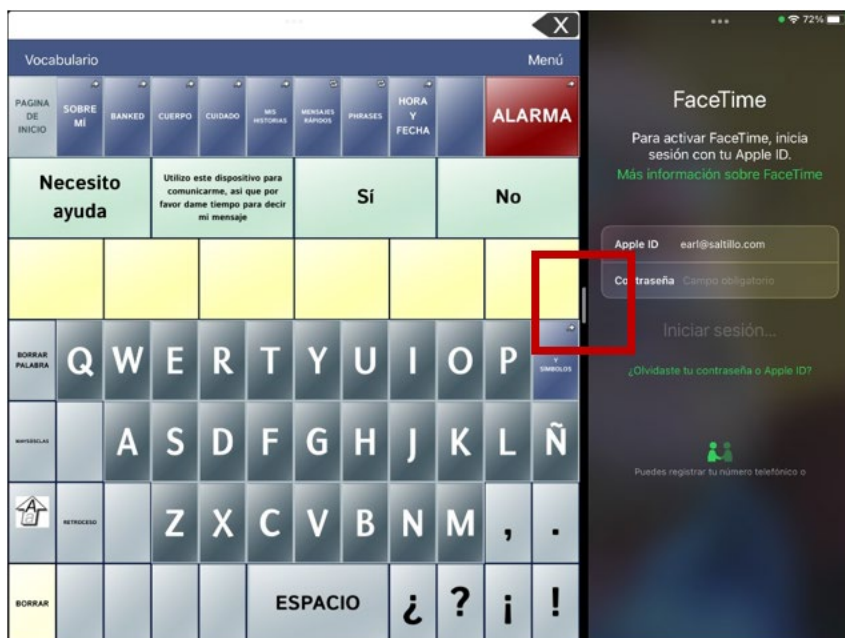 X
72%
Vocabulario
Menú
PAGINA
DE
INICIO
SOBRE
MÍ
BANKED
CUERPO
CUIDADO
MIS
HISTORIAS
MENSAJES
RÁPIDOS
PHRASES
HORA
Y
FECHA
ALARMA
Necesito
ayuda
Utilizo este dispositivo para
comunicarme, asi que por
favor dame tiempo para decir
mi mensaje
Sí
No
BORRAR
PALABRA
Q W E R T Y U I O P
Y
SÍMBOLOS
MAYÚSCLAS
A S D F G H J K L Ñ
A
a
RETROCESO
Z X C V B N M , .
BORRAR
ESPACIO
¿ ? ¡ !
FaceTime
Para activar FaceTime, inicia
sesión con tu Apple ID.
Más información sobre FaceTime
Apple ID earl@saltillo.com
Contraseña Campo obligatorio
Iniciar sesión...
¿Olvidaste tu contraseña o Apple ID?
Puedes registrar tu número telefónico o